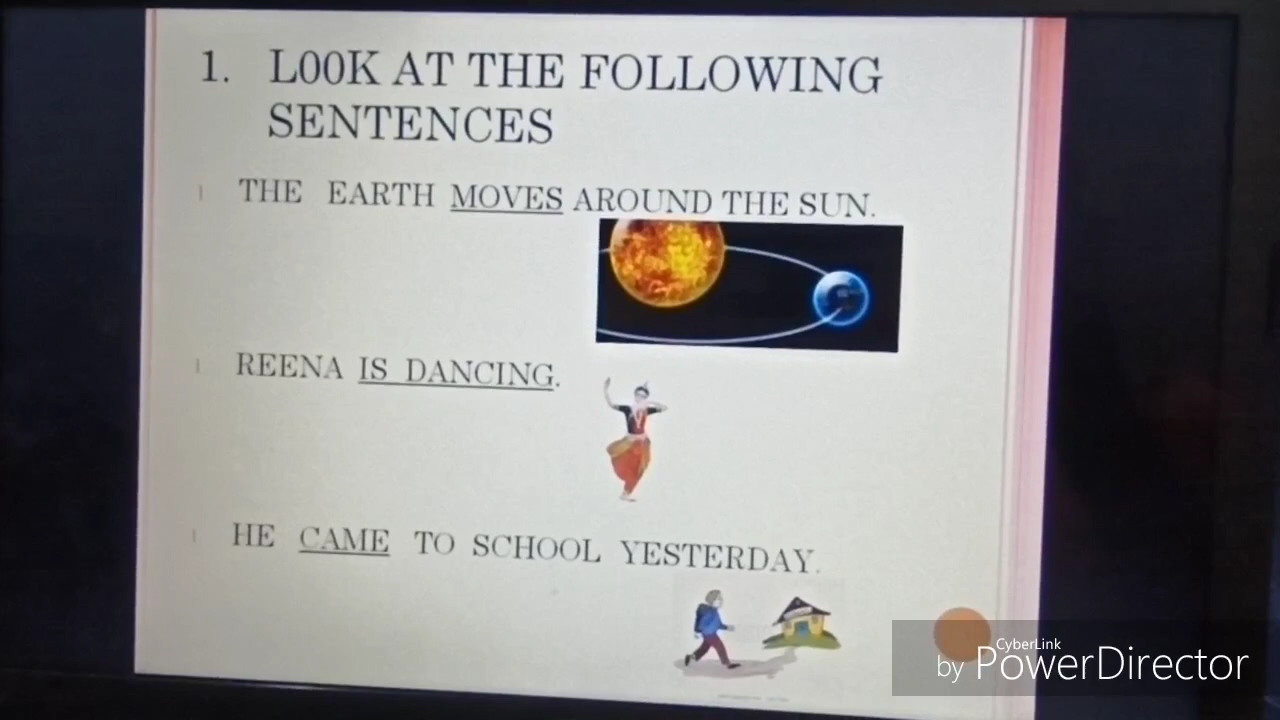 1. L00K AT THE FOLLOWING
SENTENCES
THE EARTH MOVES AROUND THE SUN.
REENA IS DANCING.
HE CAME TO SCHOOL YESTERDAY.
CyberLink
by PowerDirector